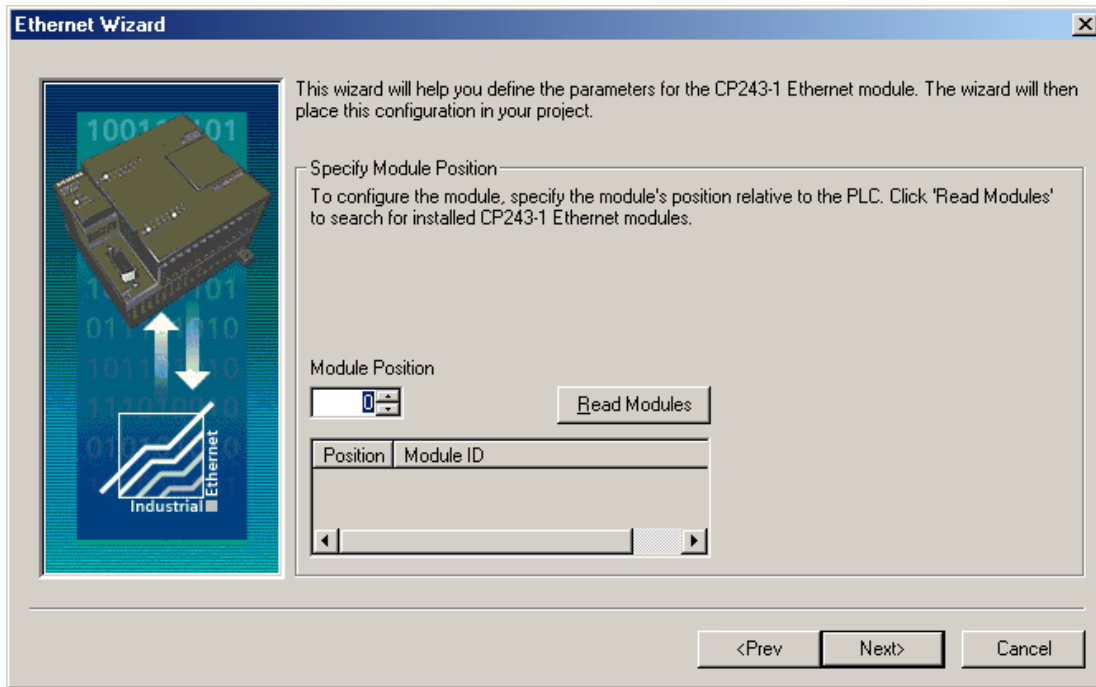 Ethernet Wizard
This wizard will help you define the parameters for the CP243-1 Ethernet module. The wizard will then
place this configuration in your project.
Specify Module Position
To configure the module, specify the module's position relative to the PLC. Click 'Read Modules'
to search for installed CP243-1 Ethernet modules.
Module Position
0
Read Modules
Position Module ID
Industrial
Ethernet
<Prev Next> Cancel